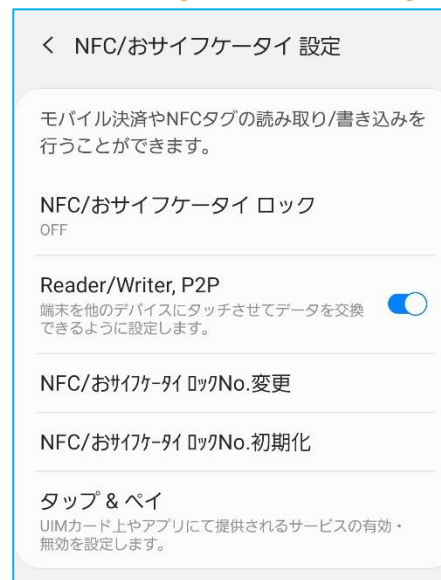 NFC/おサイフケータイ 設定
モバイル決済やNFCタグの読み取り/書き込みを
行うことができます。
NFC/おサイフケータイ ロック
OFF
Reader/Writer, P2P
端末を他のデバイスにタッチさせてデータを交換
できるように設定します。
NFC/おｻｲﾌｹｰﾀｲ ﾛｯｸNo.変更
NFC/おｻｲﾌｹｰﾀｲ ﾛｯｸNo.初期化
タップ & ペイ
UIMカード上やアプリにて提供されるサービスの有効・
無効を設定します。